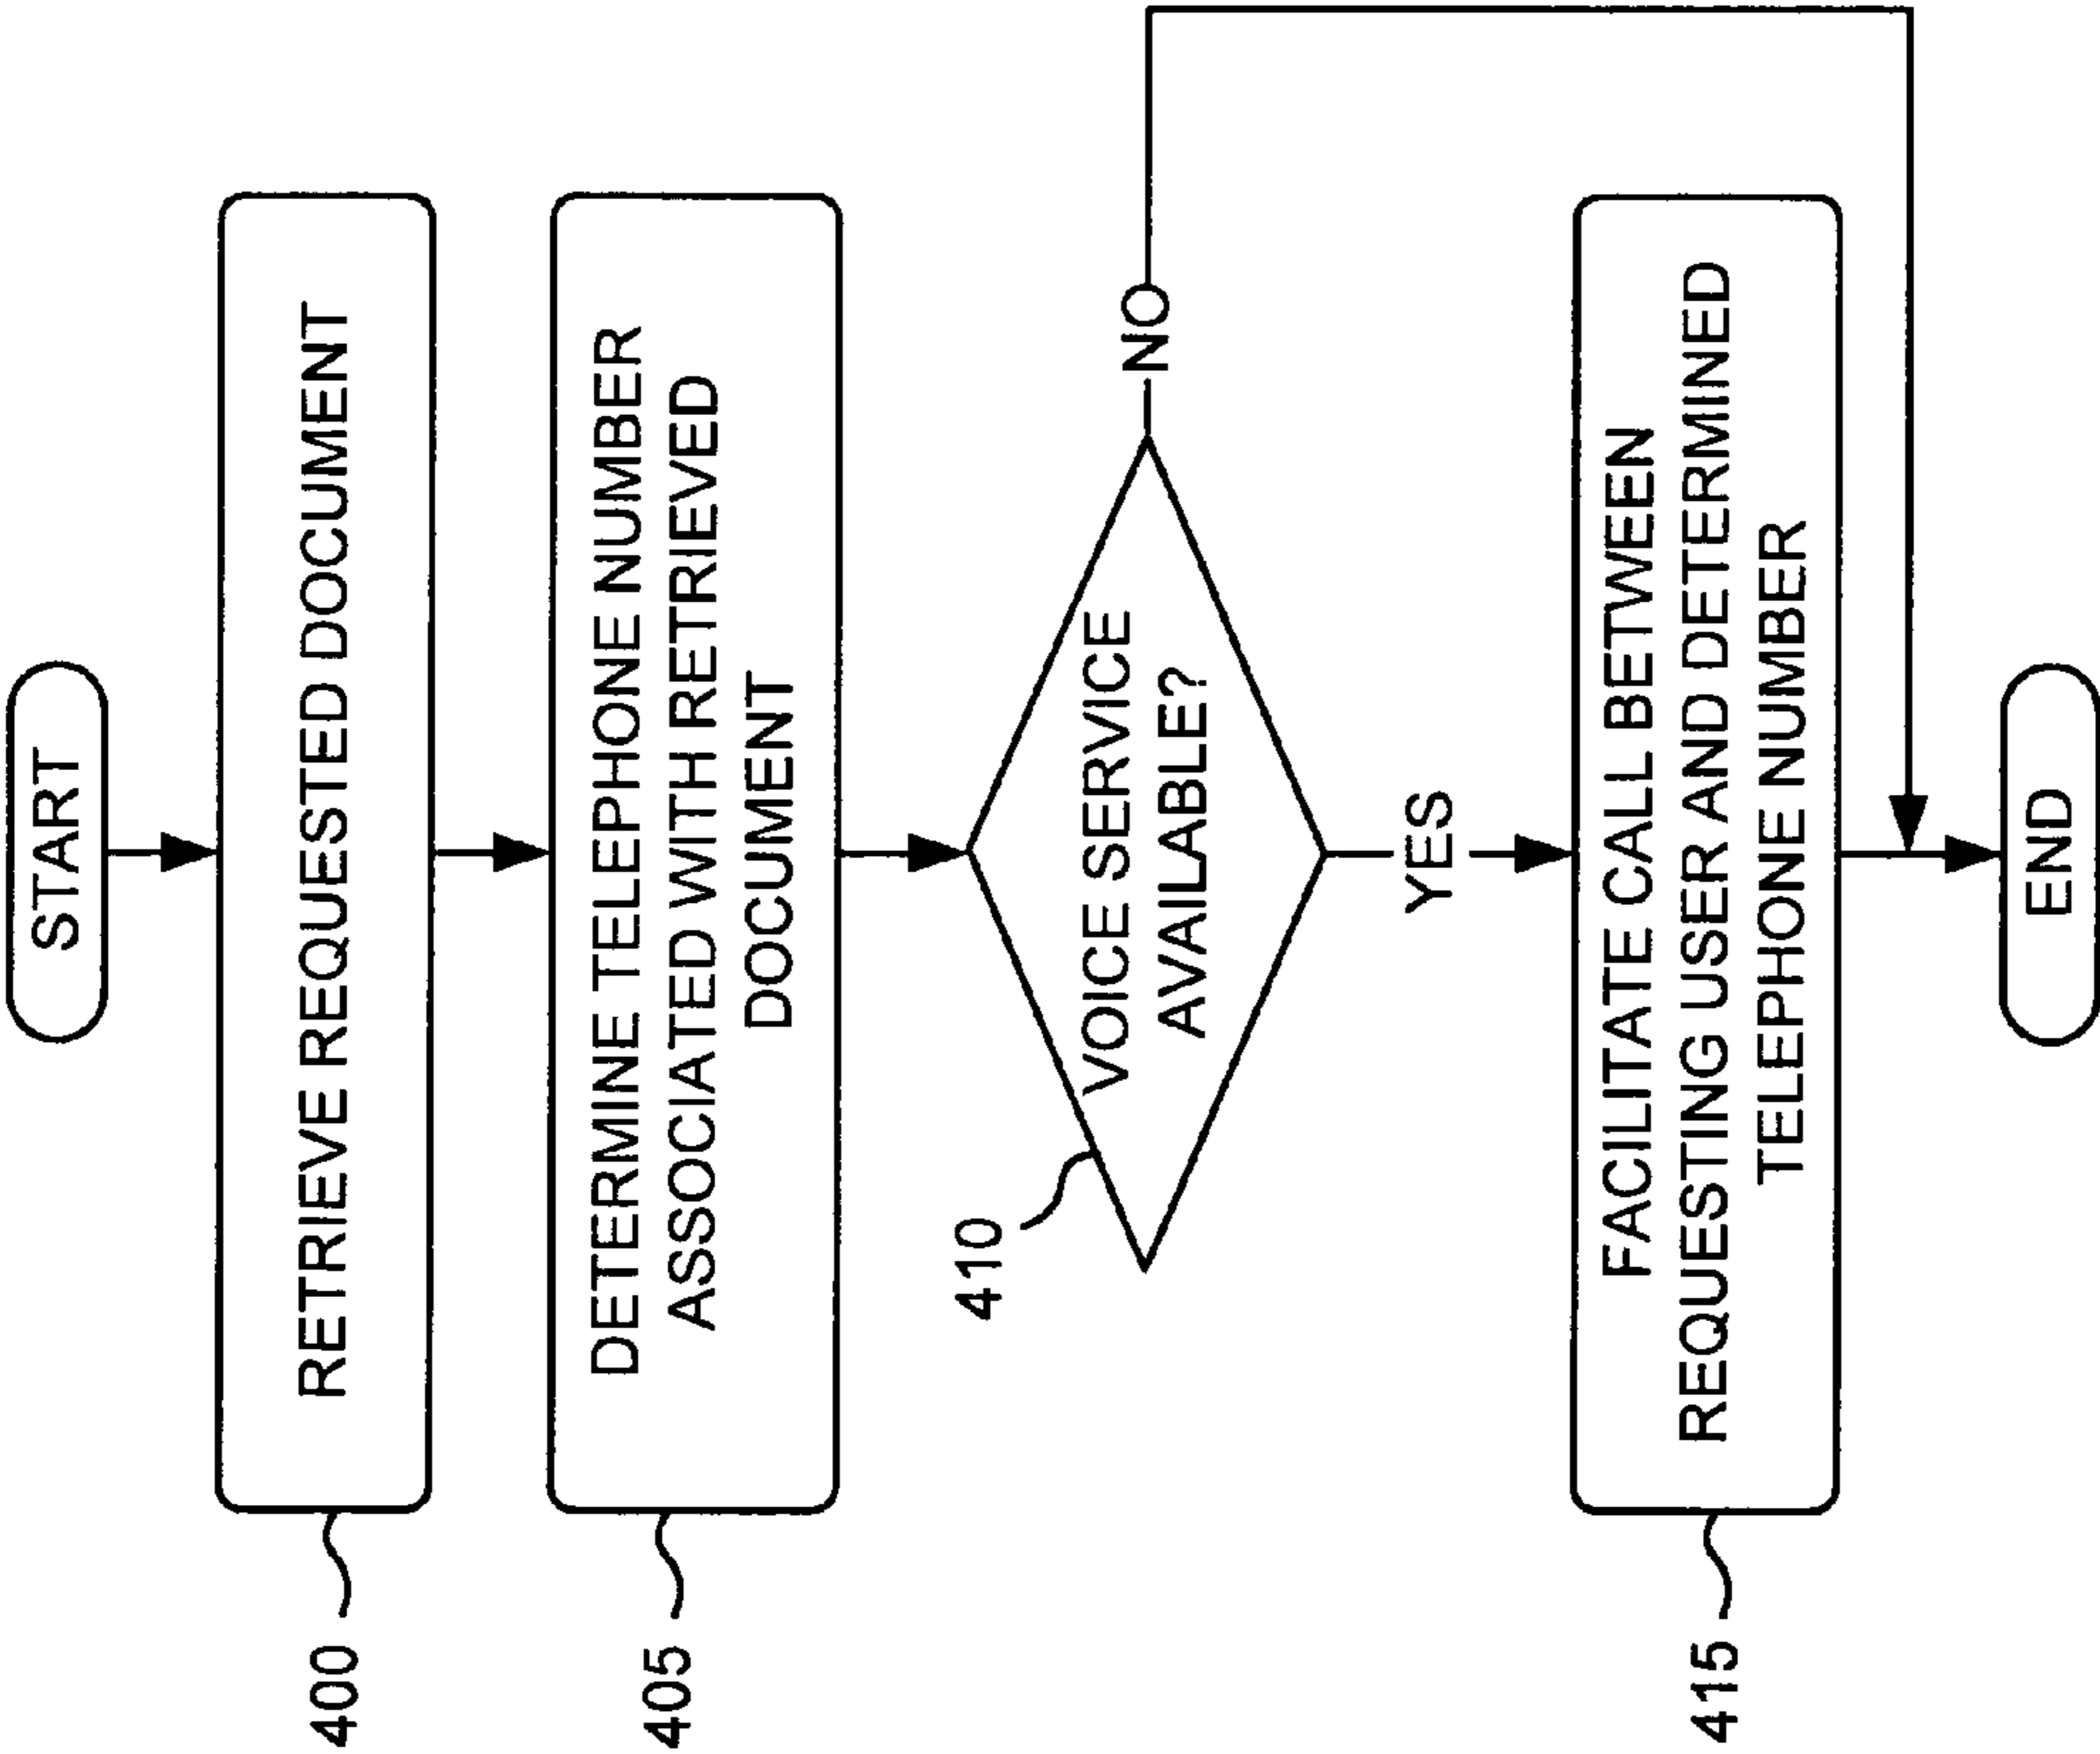 START
400
RETRIEVE REQUESTED DOCUMENT
405
DETERMINE TELEPHONE NUMBER
ASSOCIATED WITH RETRIEVED
DOCUMENT
410
VOICE SERVICE
AVAILABLE?
NO
YES
415
FACILITATE CALL BETWEEN
REQUESTING USER AND DETERMINED
TELEPHONE NUMBER
END